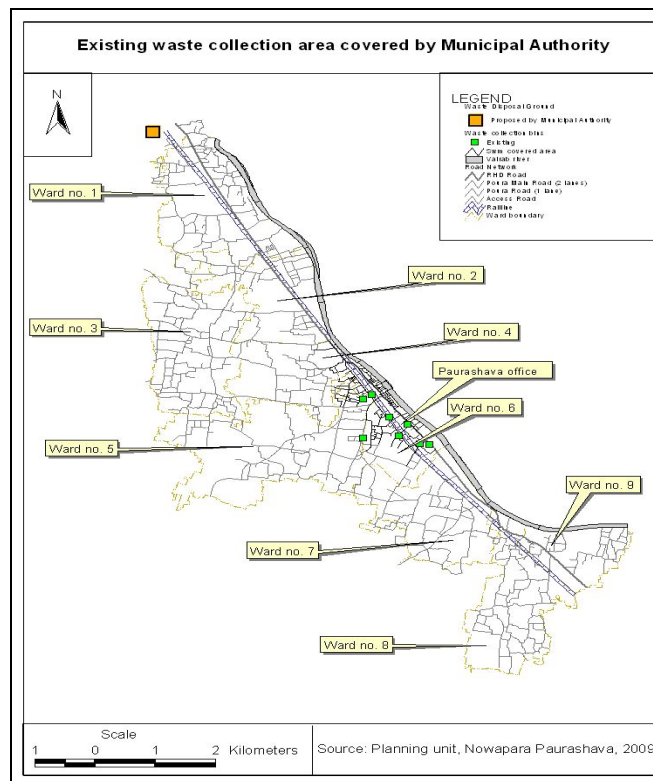 Existing waste collection area covered by Municipal Authority
N
LEGEND
Waste Disposal Ground
Proposed by Municipal Authority
Waste collection bins
Existing
Swm covered area
Vairab river
Road Network
RHD Road
Poura Main Road (2 lanes)
Poura Road (1 lane)
Access Road
Railline
Ward boundary
Ward no. 1
Ward no. 2
Ward no. 3
Ward no. 4
Paurashava office
Ward no. 6
Ward no. 5
Ward no. 9
Ward no. 7
Ward no. 8
Scale
1 0 1 2 Kilometers
Source: Planning unit, Nowapara Paurashava, 2009